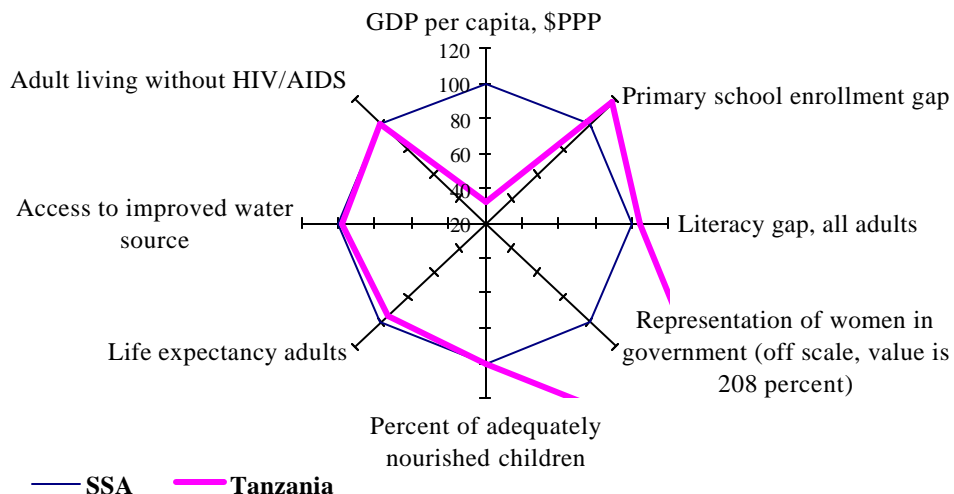 GDP per capita, $PPP
120
100
80
60
40
20
Adult living without HIV/AIDS
Primary school enrollment gap
Access to improved water
source
Literacy gap, all adults
Life expectancy adults
Representation of women in
government (off scale, value is
208 percent)
Percent of adequately
nourished children
SSA
Tanzania